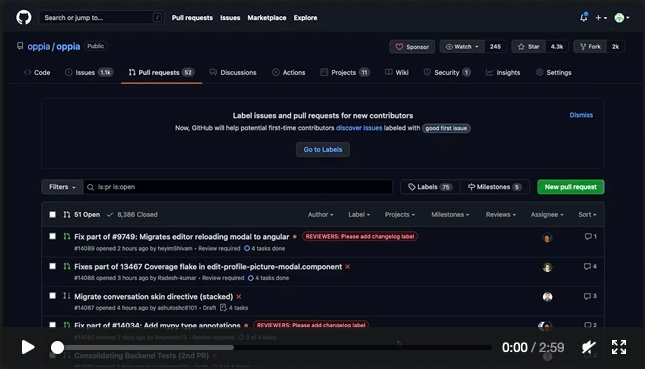 Search or jump to... /
Pull requests Issues Marketplace Explore
oppia / oppia Public
Sponsor Watch 245 Star 4.3k Fork 2k
Code Issues 1.1k Pull requests 52 Discussions Actions Projects 11 Wiki Security 1 Insights Settings
Label issues and pull requests for new contributors
Dismiss
Now, GitHub will help potential first-time contributors discover issues labeled with good first issue
Go to Labels
Filters is:pr is:open Labels 75 Milestones 5 New pull request
51 Open 8,386 Closed Author Label Projects Milestones Reviews Assignee Sort
Fix part of #9749: Migrates editor reloading modal to angular REVIEWERS: Please add changelog label 1
#14089 opened 2 hours ago by heyimShivam • Review required 4 tasks done
Fixes part of 13467 Coverage flake in edit-profile-picture-modal.component 4
#14088 opened 3 hours ago by Radesh-kumar • Review required 4 tasks done
Migrate conversation skin directive (stacked) 3
#14087 opened 4 hours ago by ashutoshc8101 • Draft 4 tasks
Fix part of #14034: Add mypy type annotations REVIEWERS: Please add changelog label 2
Consolidating Backend Tests (2nd PR)
0:00 / 2:59